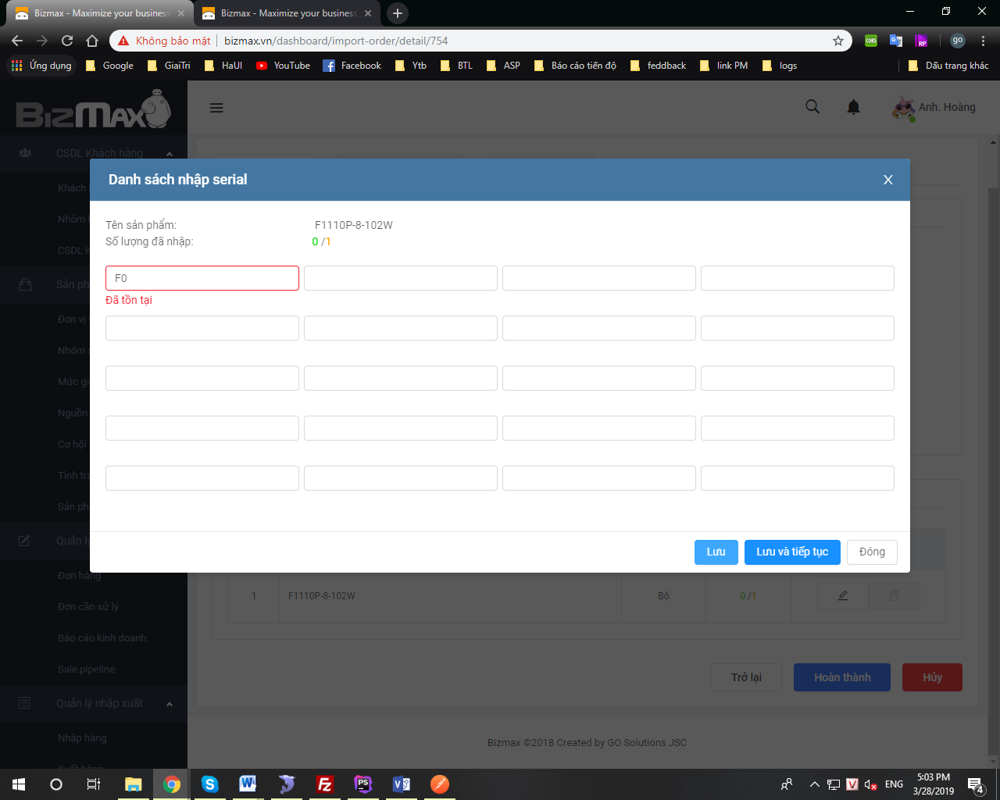 Bizmax - Maximize your business
Bizmax - Maximize your business
Không bảo mật
bizmax.vn/dashboard/import-order/detail/754
CORS
RP
go
Ứng dụng
Google
GiaiTri
HaUI
YouTube
Facebook
Ytb
BTL
ASP
Báo cáo tiến độ
feddback
link PM
logs
Dấu trang khác
BizMax
Anh. Hoàng
CSDL Khách hàng
Danh sách nhập serial
X
Khách
Nhóm
CSDL
Tên sản phẩm:
F1110P-8-102W
Số lượng đã nhập:
0 /1
F0
Đã tồn tại
Sản ph
Đơn vị
Nhóm
Mức gi
Nguồn
Cơ hội
Tình tr
Sản ph
Quản lý
Lưu
Lưu và tiếp tục
Đóng
Đơn hàng
1
F1110P-8-102W
Bộ
0 /1
Đơn cần xử lý
Báo cáo kinh doanh
Sale pipeline
Trở lại
Hoàn thành
Hủy
Quản lý nhập xuất
Nhập hàng
Xuất hàng
Bizmax ©2018 Created by GO Solutions JSC
ENG
5:03 PM
3/28/2019
4